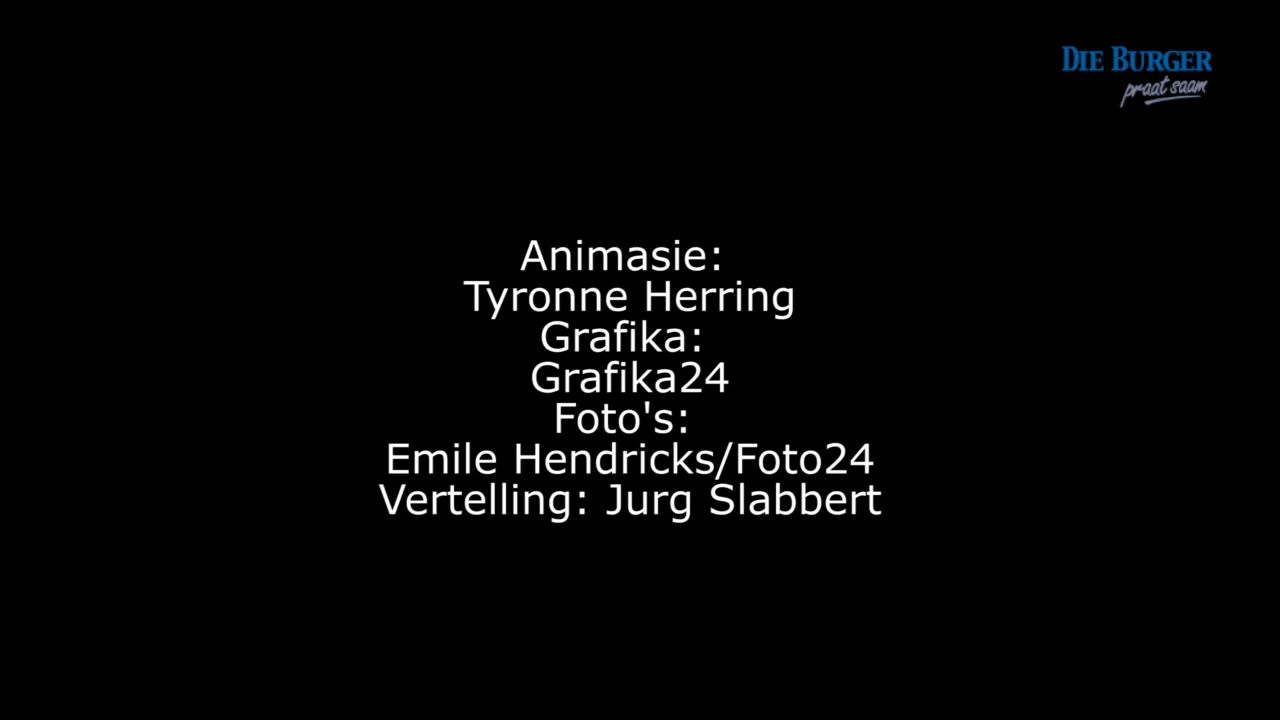 DIE BURGER
praat saam
Animasie:
Tyronne Herring
Grafika:
Grafika24
Foto's:
Emile Hendricks/Foto24
Vertelling: Jurg Slabbert